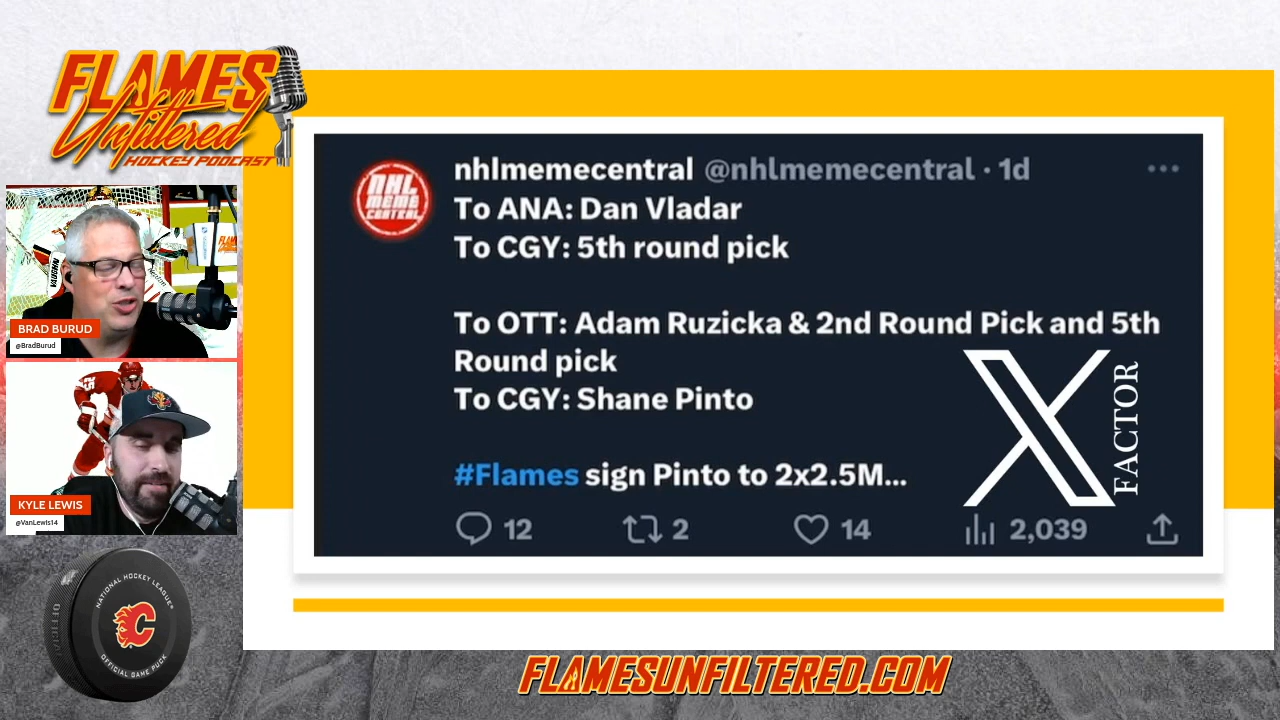 FLAMES
Unfiltered
HOCKEY PODCAST
BRAD BURUD
@BradBurud
KYLE LEWIS
@VanLewis14
NATIONAL HOCKEY LEAGUE
OFFICIAL GAME PUCK
NHL
MEME
CENTRAL
nhlmemecentral @nhlmemecentral · 1d
To ANA: Dan Vladar
To CGY: 5th round pick
To OTT: Adam Ruzicka & 2nd Round Pick and 5th
Round pick
To CGY: Shane Pinto
#Flames sign Pinto to 2x2.5M...
12 2 14 2,039
X FACTOR
FLAMESUNFILTERED.COM